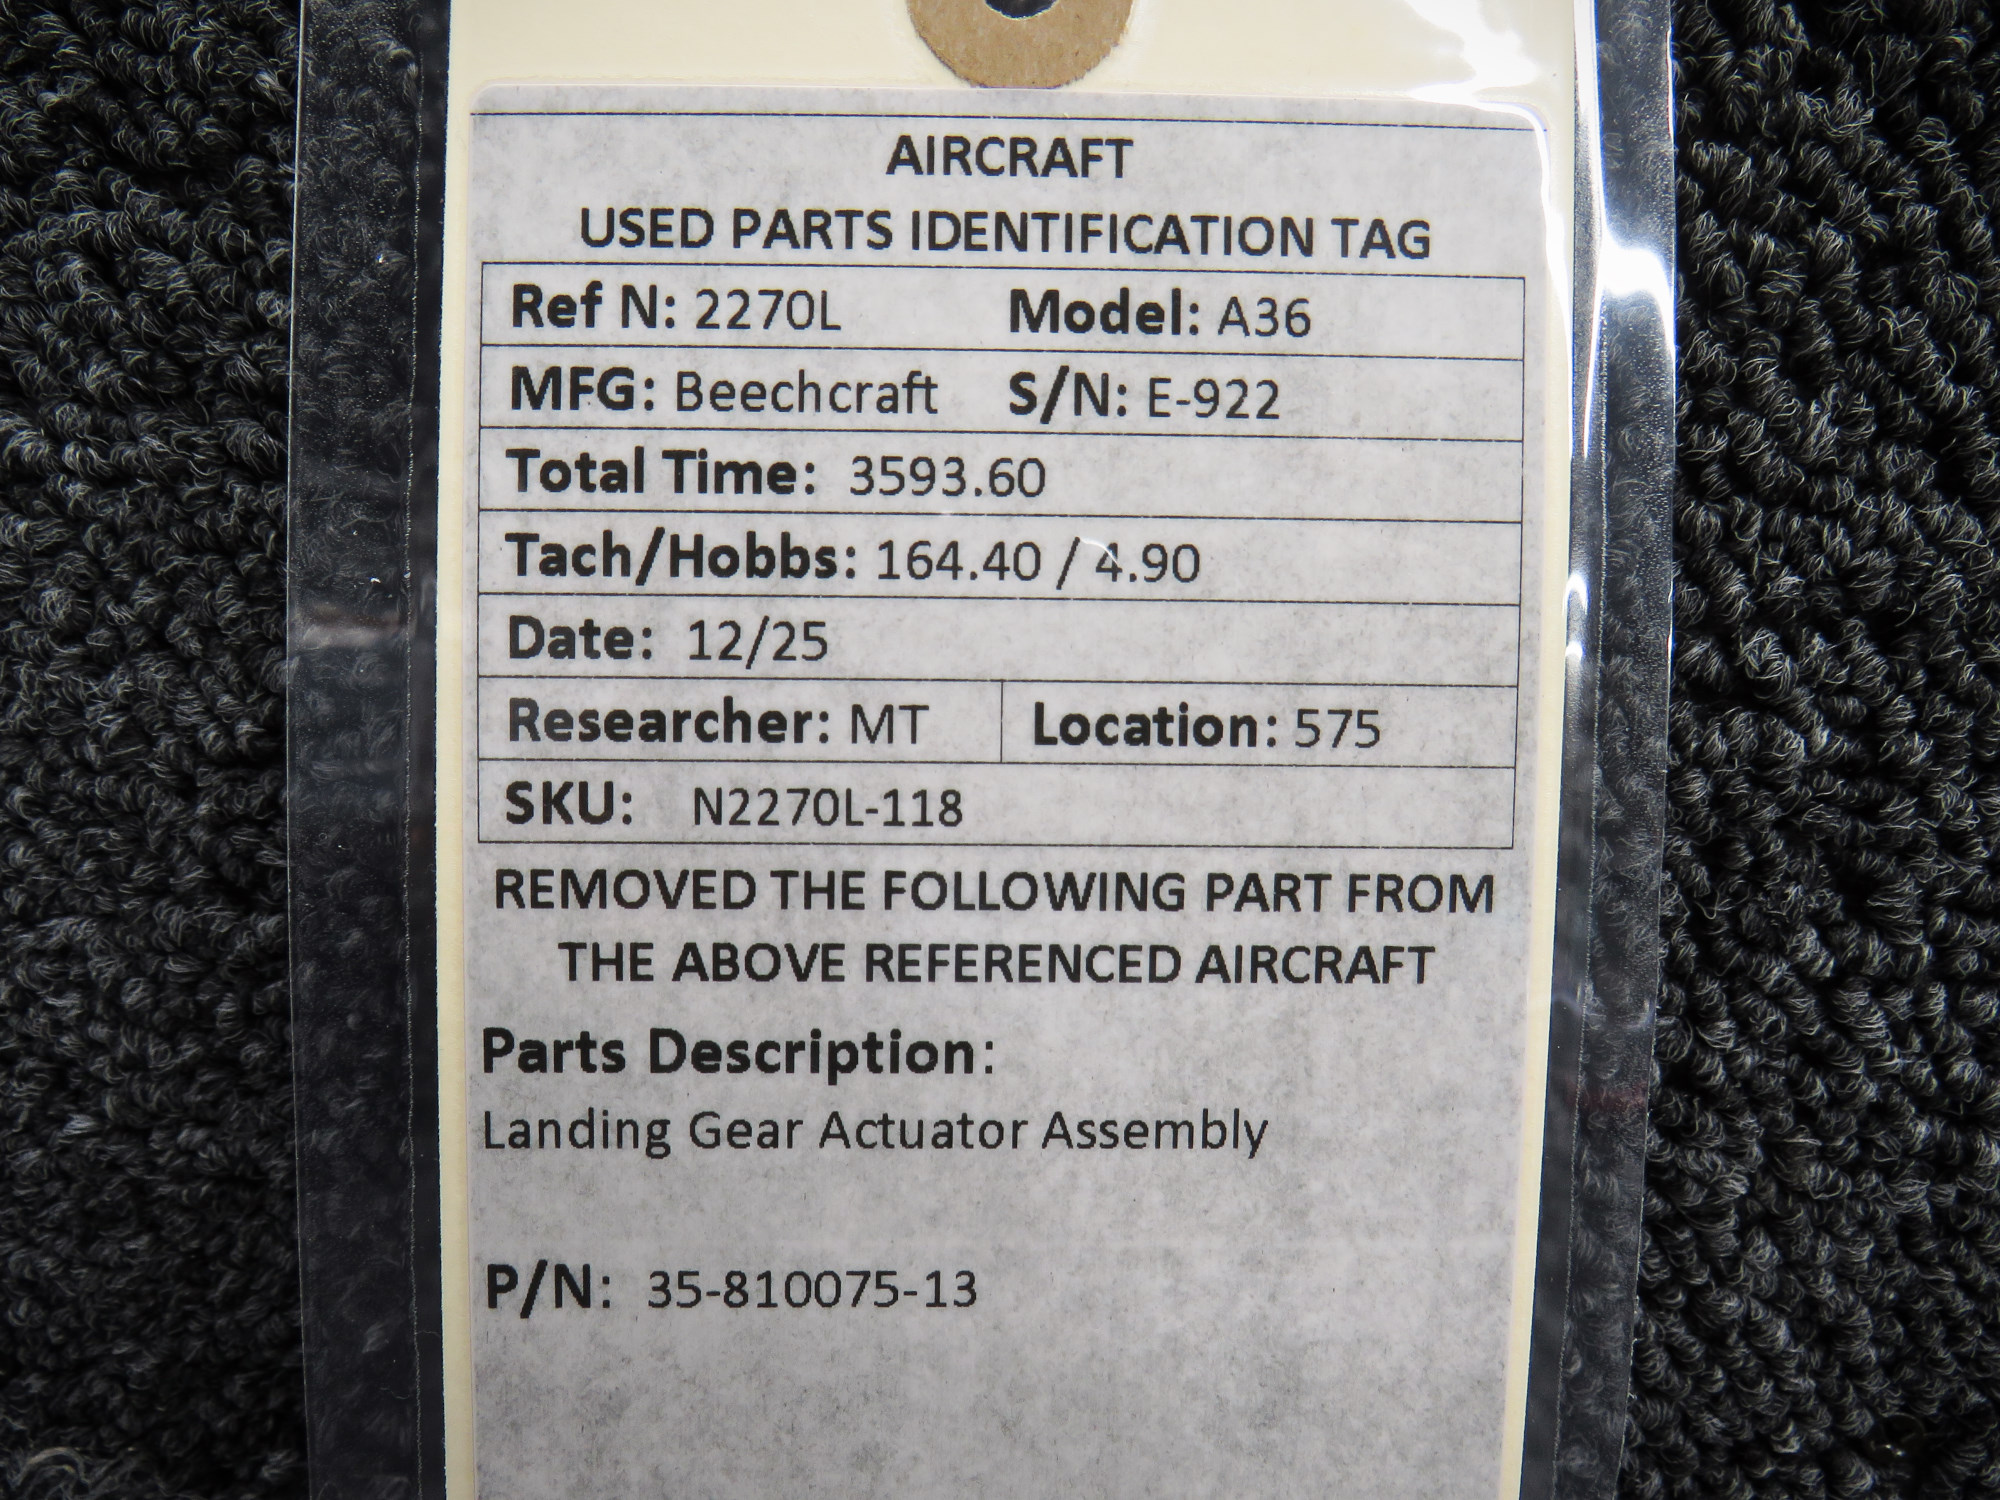 AIRCRAFT
USED PARTS IDENTIFICATION TAG
Ref N: 2270L Model: A36
MFG: Beechcraft S/N: E-922
Total Time: 3593.60
Tach/Hobbs: 164.40 / 4.90
Date: 12/25
Researcher: MT Location: 575
SKU: N2270L-118
REMOVED THE FOLLOWING PART FROM
THE ABOVE REFERENCED AIRCRAFT
Parts Description:
Landing Gear Actuator Assembly
P/N: 35-810075-13